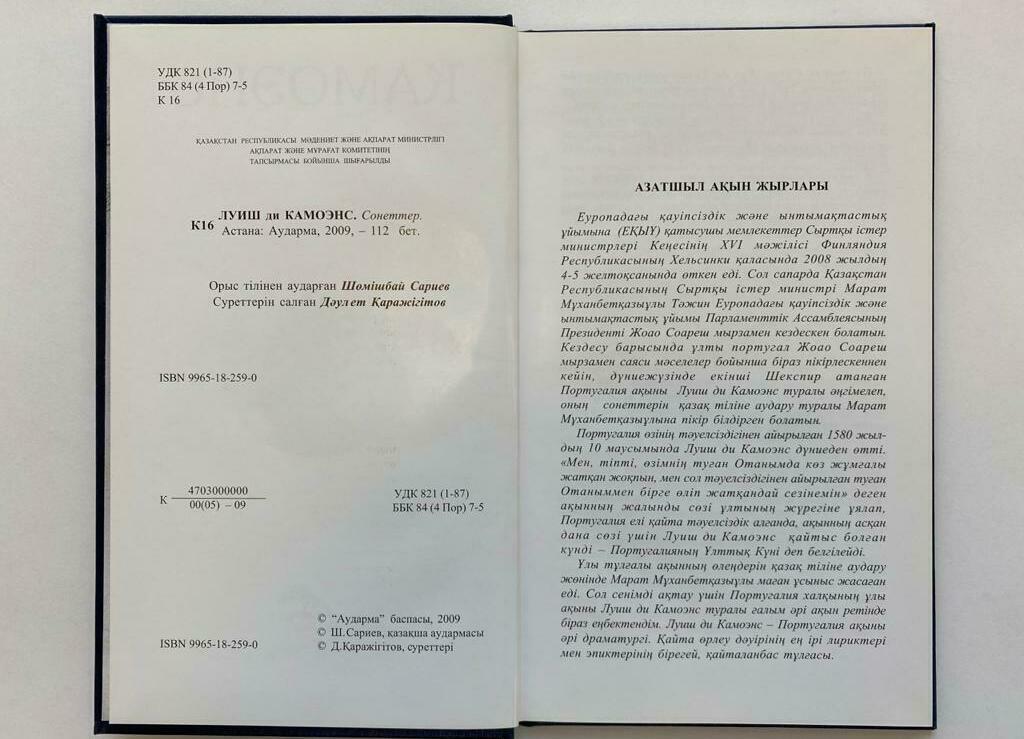 УДК 821 (1-87)
ББК 84 (4 Пор) 7-5
К 16
ҚАЗАҚСТАН РЕСПУБЛИКАСЫ МӘДЕНИЕТ ЖӘНЕ АҚПАРАТ МИНИСТРЛІГІ
АҚПАРАТ ЖӘНЕ МҰРАҒАТ КОМИТЕТІНІҢ
ТАПСЫРМАСЫ БОЙЫНША ШЫҒАРЫЛДЫ
ЛУИШ ди КАМОЭНС. Сонеттер.
К16 Астана: Аударма, 2009, – 112 бет.
Орыс тілінен аударған Шөмішбай Сариев
Суреттерін салған Дәулет Қаражігітов
ISBN 9965-18-259-0
К 4703000000
00(05) – 09
УДК 821 (1-87)
ББК 84 (4 Пор) 7-5
© “Аударма” баспасы, 2009
© Ш.Сариев, қазақша аудармасы
ISBN 9965-18-259-0 © Д.Қаражігітов, суреттері
АЗАТШЫЛ АҚЫН ЖЫРЛАРЫ
Еуропадағы қауіпсіздік және ынтымақтастық
ұйымына (ЕҚЫҰ) қатысушы мемлекеттер Сыртқы істер
министрлері Кеңесінің XVI мәжілісі Финляндия
Республикасының Хельсинки қаласында 2008 жылдың
4-5 желтоқсанында өткен еді. Сол сапарда Қазақстан
Республикасының Сыртқы істер министрі Марат
Мұханбетқазыұлы Тәжин Еуропадағы қауіпсіздік және
ынтымақтастық ұйымы Парламенттік Ассамблеясының
Президенті Жоао Соареш мырзамен кездескен болатын.
Кездесу барысында ұлты португал Жоао Соареш
мырзамен саяси мәселелер бойынша біраз пікірлескеннен
кейін, дүниежүзінде екінші Шекспир атанған
Португалия ақыны Луиш ди Камоэнс туралы әңгімелеп,
оның сонеттерін қазақ тіліне аудару туралы Марат
Мұханбетқазыұлына пікір білдірген болатын.
Португалия өзінің тәуелсіздігінен айырылған 1580 жыл-
дың 10 маусымында Луиш ди Камоэнс дүниеден өтті.
«Мен, тіпті, өзімнің туған Отанымда көз жұмғалы
жатқан жоқпын, мен сол тәуелсіздігінен айырылған туған
Отаныммен бірге өліп жатқандай сезінемін» деген
ақынның жалынды сөзі ұлтының жүрегіне ұялап,
Португалия елі қайта тәуелсіздік алғанда, ақынның асқан
дана сөзі үшін Луиш ди Камоэнс қайтыс болған
күнді – Португалияның Ұлттық Күні деп белгілейді.
Ұлы тұлғалы ақынның өлеңдерін қазақ тіліне аудару
жөнінде Марат Мұханбетқазыұлы маған ұсыныс жасаған
еді. Сол сенімді ақтау үшін Португалия халқының ұлы
ақыны Луиш ди Камоэнс туралы ғалым әрі ақын ретінде
біраз еңбектендім. Луиш ди Камоэнс – Португалия ақыны
әрі драматургі. Қайта өрлеу дәуірінің ең ірі лириктері
мен эпиктерінің бірегей, қайталанбас тұлғасы.